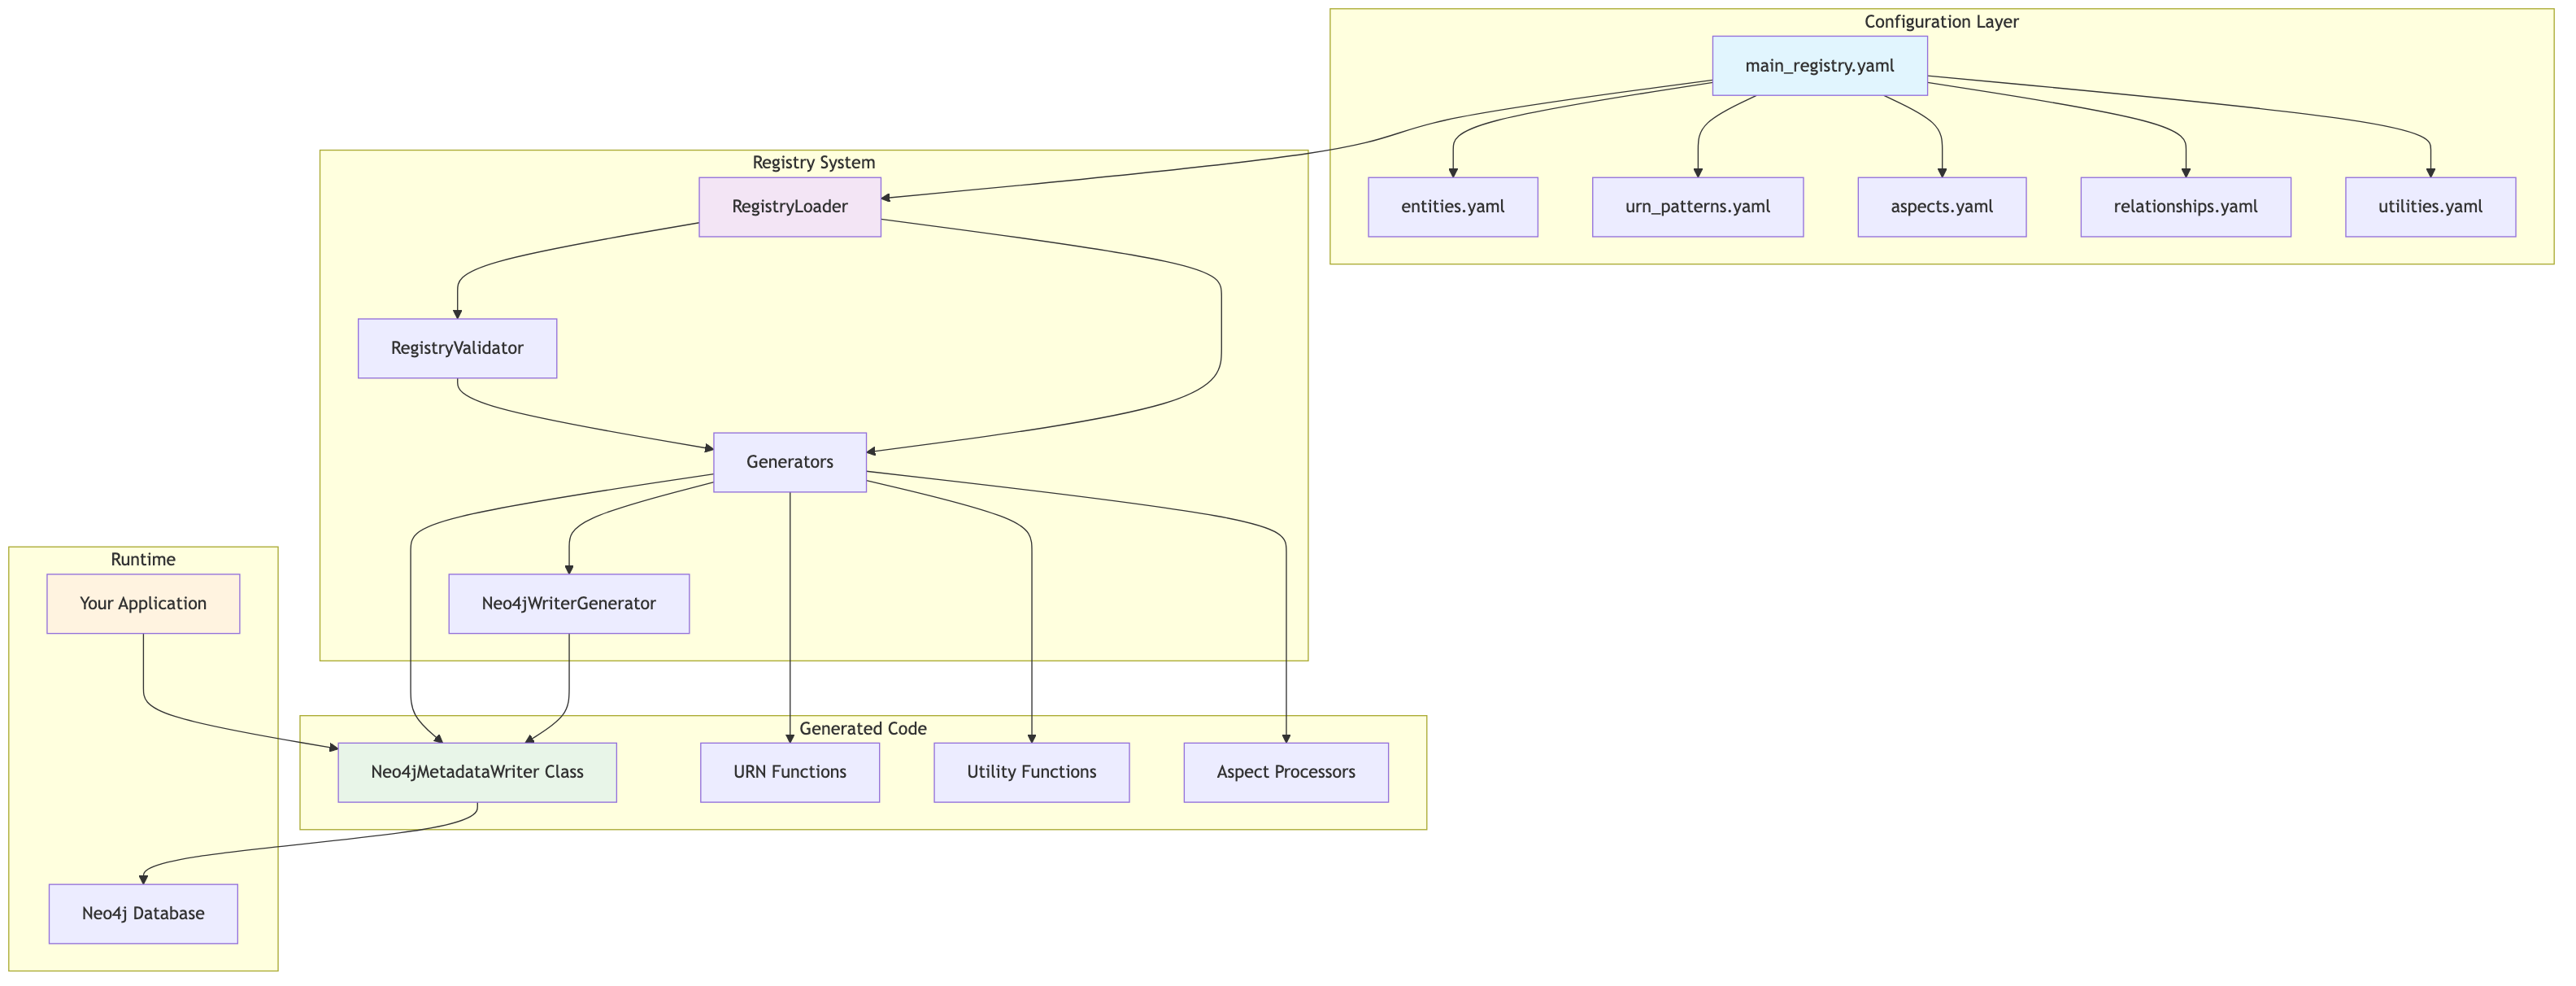 Configuration Layer
main_registry.yaml
entities.yaml
urn_patterns.yaml
aspects.yaml
relationships.yaml
utilities.yaml
Registry System
RegistryLoader
RegistryValidator
Generators
Neo4jWriterGenerator
Runtime
Your Application
Neo4j Database
Generated Code
Neo4jMetadataWriter Class
URN Functions
Utility Functions
Aspect Processors